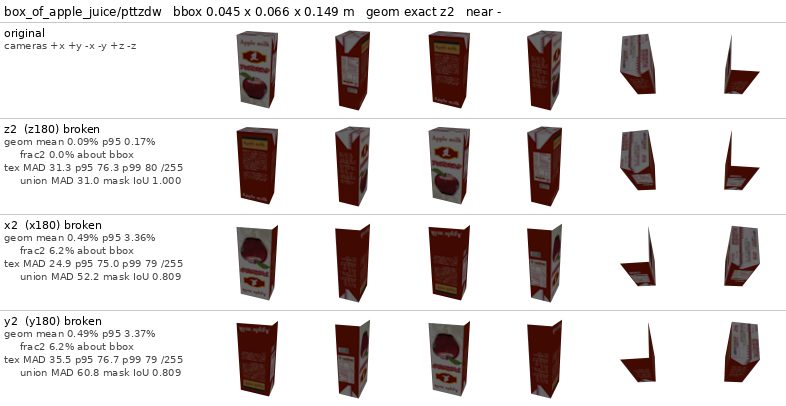 box_of_apple_juice/pttzdw bbox 0.045 x 0.066 x 0.149 m geom exact z2 near -
original
cameras +x +y -x -y +z -z
Apple milk
z2 (z180) broken
geom mean 0.09% p95 0.17%
frac2 0.0% about bbox
tex MAD 31.3 p95 76.3 p99 80 /255
union MAD 31.0 mask IoU 1.000
Apple milk
x2 (x180) broken
geom mean 0.49% p95 3.36%
frac2 6.2% about bbox
tex MAD 24.9 p95 75.0 p99 79 /255
union MAD 52.2 mask IoU 0.809
y2 (y180) broken
geom mean 0.49% p95 3.37%
frac2 6.2% about bbox
tex MAD 35.5 p95 76.7 p99 79 /255
union MAD 60.8 mask IoU 0.809